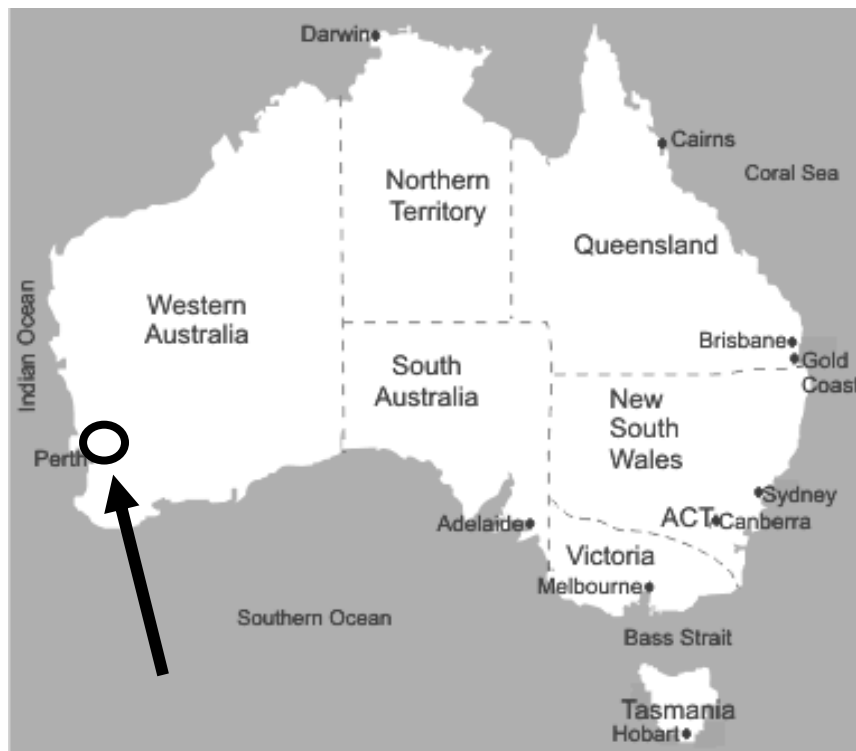 Darwin
Cairns
Coral Sea
Northern
Territory
Queensland
Western
Australia
Indian Ocean
Brisbane
Gold
Coast
South
Australia
New
South
Wales
Perth
Sydney
ACT
Canberra
Adelaide
Victoria
Melbourne
Southern Ocean
Bass Strait
Tasmania
Hobart